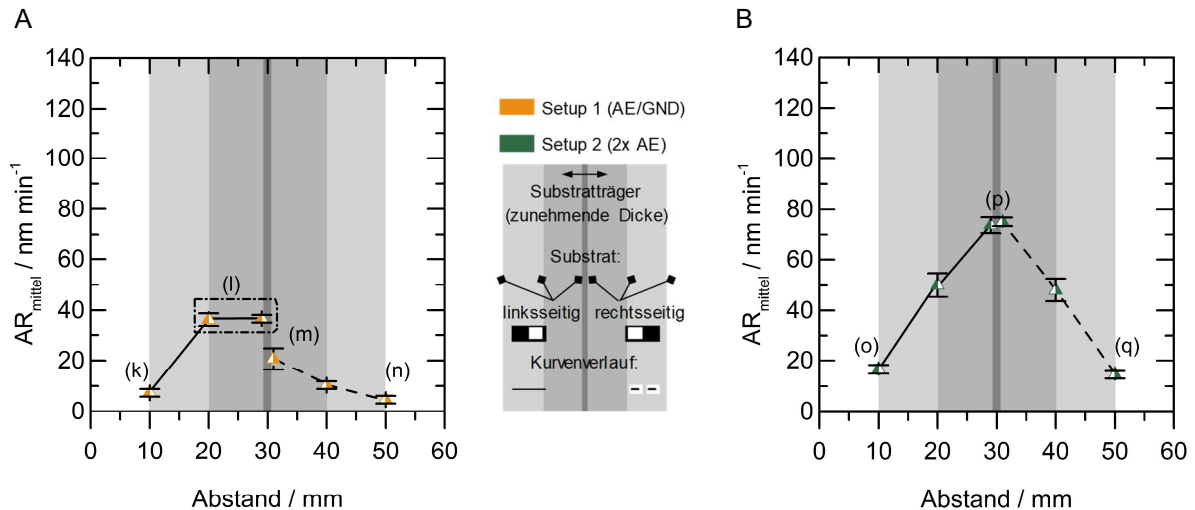 A
140
120
100
80
60
40
20
0
AR_mittel / nm min^-1
(k)
(l)
(m)
(n)
0 10 20 30 40 50 60
Abstand / mm
Setup 1 (AE/GND)
Setup 2 (2x AE)
Substratträger
(zunehmende Dicke)
Substrat:
linksseitig rechtsseitig
Kurvenverlauf:
B
140
120
100
80
60
40
20
0
AR_mittel / nm min^-1
(o)
(p)
(q)
0 10 20 30 40 50 60
Abstand / mm